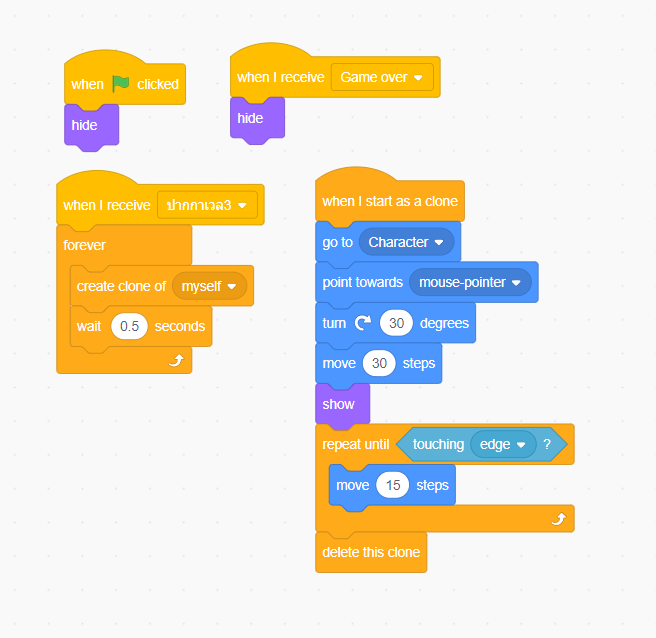 when clicked
hide
when I receive Game over
hide
when I receive ปากกาเวล3
forever
create clone of myself
wait 0.5 seconds
when I start as a clone
go to Character
point towards mouse-pointer
turn 30 degrees
move 30 steps
show
repeat until touching edge ?
move 15 steps
delete this clone